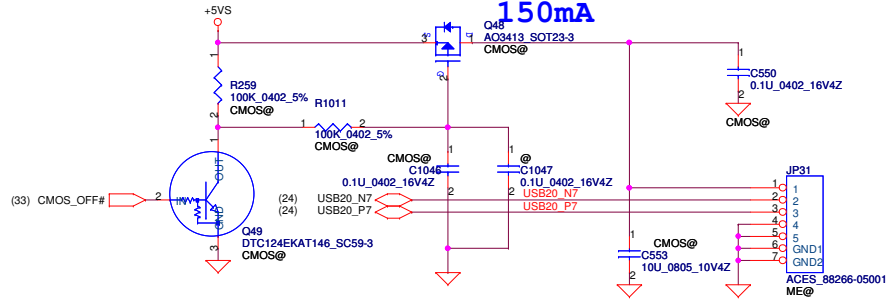 150mA
+5VS
Q48
AO3413_SOT23-3
CMOS@
3
S
D
1
G
2
1
R259
100K_0402_5%
CMOS@
2
R1011
1
2
100K_0402_5%
CMOS@
1
C550
0.1U_0402_16V4Z
2
CMOS@
1
OUT
IN
GND
3
(33) CMOS_OFF#
2
Q49
DTC124EKAT146_SC59-3
CMOS@
CMOS@
1
C1046
0.1U_0402_16V4Z
2
@
1
C1047
0.1U_0402_16V4Z
2
(24) USB20_N7
USB20_N7
(24) USB20_P7
USB20_P7
CMOS@
1
C553
10U_0805_10V4Z
2
JP31
1 1
2 2
3 3
4 4
5 5
6 GND1
7 GND2
ACES_88266-05001
ME@